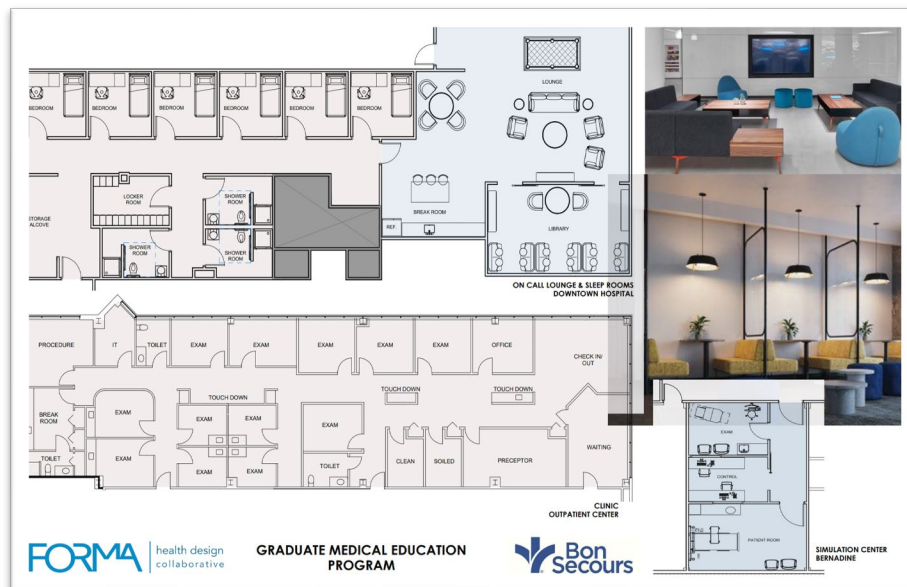 LOUNGE
BEDROOM
BEDROOM
BEDROOM
BEDROOM
BEDROOM
BEDROOM
LOCKER
ROOM
SHOWER
ROOM
STORAGE
ALCOVE
BREAK ROOM
REF.
LIBRARY
SHOWER
ROOM
SHOWER
ROOM
ON CALL LOUNGE & SLEEP ROOMS
DOWNTOWN HOSPITAL
PROCEDURE
IT
TOILET
EXAM
EXAM
EXAM
EXAM
EXAM
OFFICE
CHECK IN/
OUT
TOUCH DOWN
TOUCH DOWN
TOUCH DOWN
BREAK
ROOM
EXAM
EXAM
EXAM
EXAM
WAITING
TOILET
EXAM
EXAM
EXAM
TOILET
CLEAN
SOILED
PRECEPTOR
CLINIC
OUTPATIENT CENTER
EXAM
CONTROL
PATIENT ROOM
SIMULATION CENTER
BERNADINE
FORMA
health design
collaborative
GRADUATE MEDICAL EDUCATION
PROGRAM
Bon
Secours